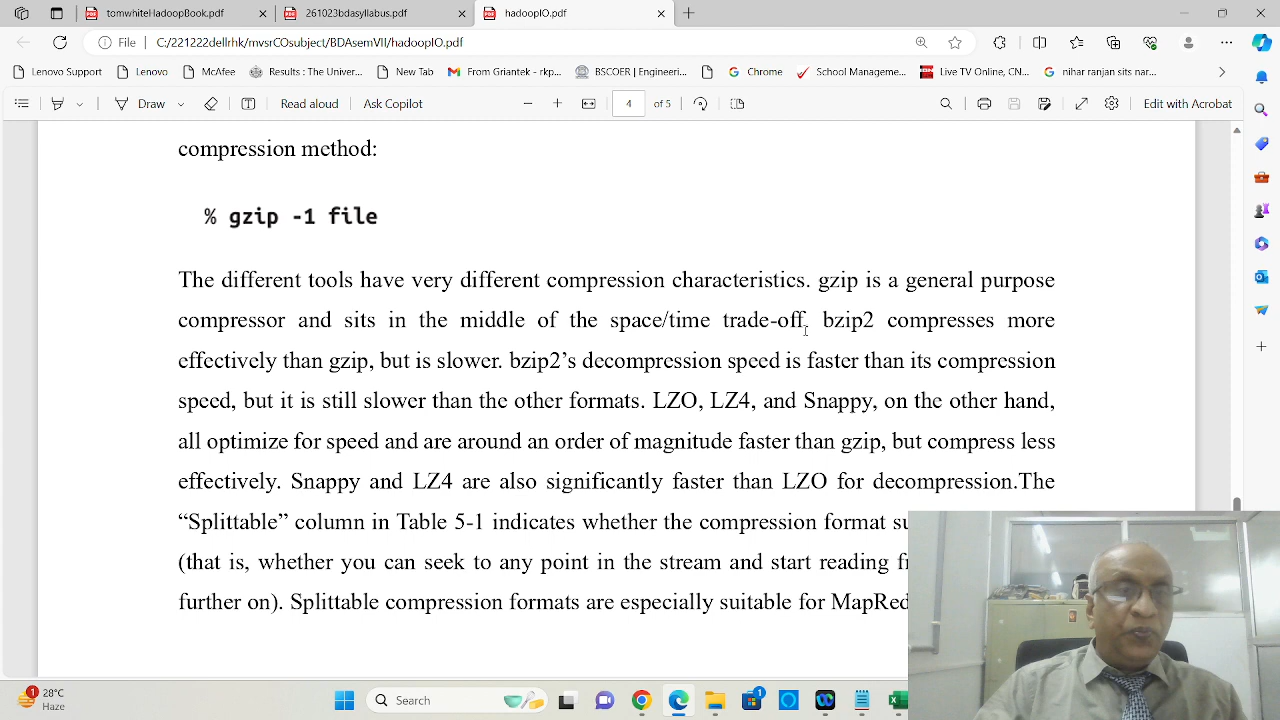 tomwhiteHadoopBook.pdf
261023bdasyllabus.pdf
hadoopIO.pdf
File
C:/221222dellrhk/mvsrCOsubject/BDAsemVII/hadoopIO.pdf
Lenovo Support
Lenovo
McAfee
Results : The Univer...
New Tab
From Griantek - rkp...
BSCOER | Engineeri...
Chrome
School Manageme...
Live TV Online, CN...
nihar ranjan sits nar...
Draw
Read aloud
Ask Copilot
4
of 5
Edit with Acrobat
compression method:
% gzip -1 file
The different tools have very different compression characteristics. gzip is a general purpose
compressor and sits in the middle of the space/time trade-off. bzip2 compresses more
effectively than gzip, but is slower. bzip2’s decompression speed is faster than its compression
speed, but it is still slower than the other formats. LZO, LZ4, and Snappy, on the other hand,
all optimize for speed and are around an order of magnitude faster than gzip, but compress less
effectively. Snappy and LZ4 are also significantly faster than LZO for decompression.The
“Splittable” column in Table 5-1 indicates whether the compression format su
(that is, whether you can seek to any point in the stream and start reading f
further on). Splittable compression formats are especially suitable for MapRed
1
28°C
Haze
Search
1